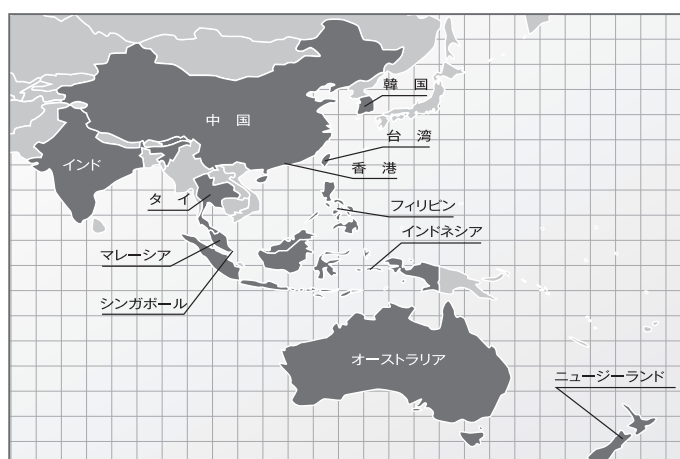 韓　国
中　国
台　湾
インド
香　港
タ　イ
フィリピン
インドネシア
マレーシア
シンガポール
オーストラリア
ニュージーランド